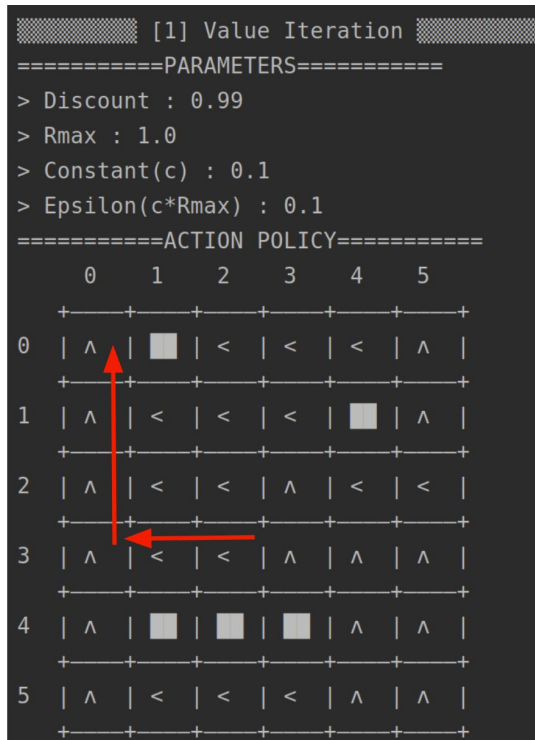 ▒▒▒▒▒▒▒▒▒ [1] Value Iteration ▒▒▒▒▒▒▒▒▒
===========PARAMETERS===========
> Discount : 0.99
> Rmax : 1.0
> Constant(c) : 0.1
> Epsilon(c*Rmax) : 0.1
===========ACTION POLICY===========
0 1 2 3 4 5
+----+----+----+----+----+----+
0 | ∧ | ██ | < | < | < | ∧ |
+----+----+----+----+----+----+
1 | ∧ | < | < | < | ██ | ∧ |
+----+----+----+----+----+----+
2 | ∧ | < | < | ∧ | < | < |
+----+----+----+----+----+----+
3 | ∧ | < | < | ∧ | ∧ | ∧ |
+----+----+----+----+----+----+
4 | ∧ | ██ | ██ | ██ | ∧ | ∧ |
+----+----+----+----+----+----+
5 | ∧ | < | < | < | ∧ | ∧ |
+----+----+----+----+----+----+